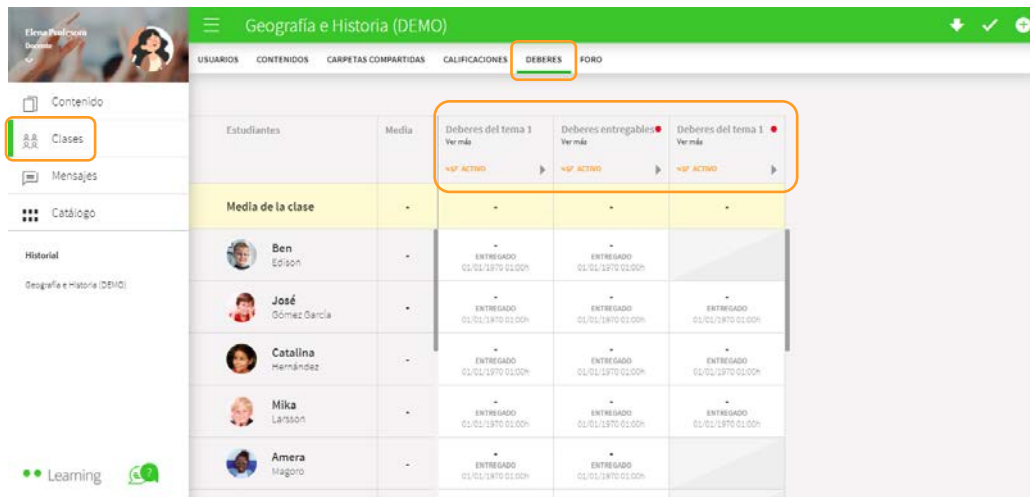 Elena Profesora
Docente
Geografía e Historia (DEMO)
USUARIOS CONTENIDOS CARPETAS COMPARTIDAS CALIFICACIONES DEBERES FORO
Contenido
Clases
Mensajes
Catálogo
Historial
Geografía e Historia (DEMO)
Learning
?
Estudiantes Media Deberes del tema 1 Deberes entregables Deberes del tema 1
Ver más Ver más Ver más
ACTIVO ACTIVO ACTIVO
Media de la clase - - - -
Ben - - -
Edison ENTREGADO ENTREGADO
01/01/1970 01:00h 01/01/1970 01:00h
José - - - -
Gómez García ENTREGADO ENTREGADO ENTREGADO
01/01/1970 01:00h 01/01/1970 01:00h 01/01/1970 01:00h
Catalina - - - -
Hernández ENTREGADO ENTREGADO ENTREGADO
01/01/1970 01:00h 01/01/1970 01:00h 01/01/1970 01:00h
Mika - - - -
Larsson ENTREGADO ENTREGADO ENTREGADO
01/01/1970 01:00h 01/01/1970 01:00h 01/01/1970 01:00h
Amera - - -
Magoro ENTREGADO ENTREGADO
01/01/1970 01:00h 01/01/1970 01:00h